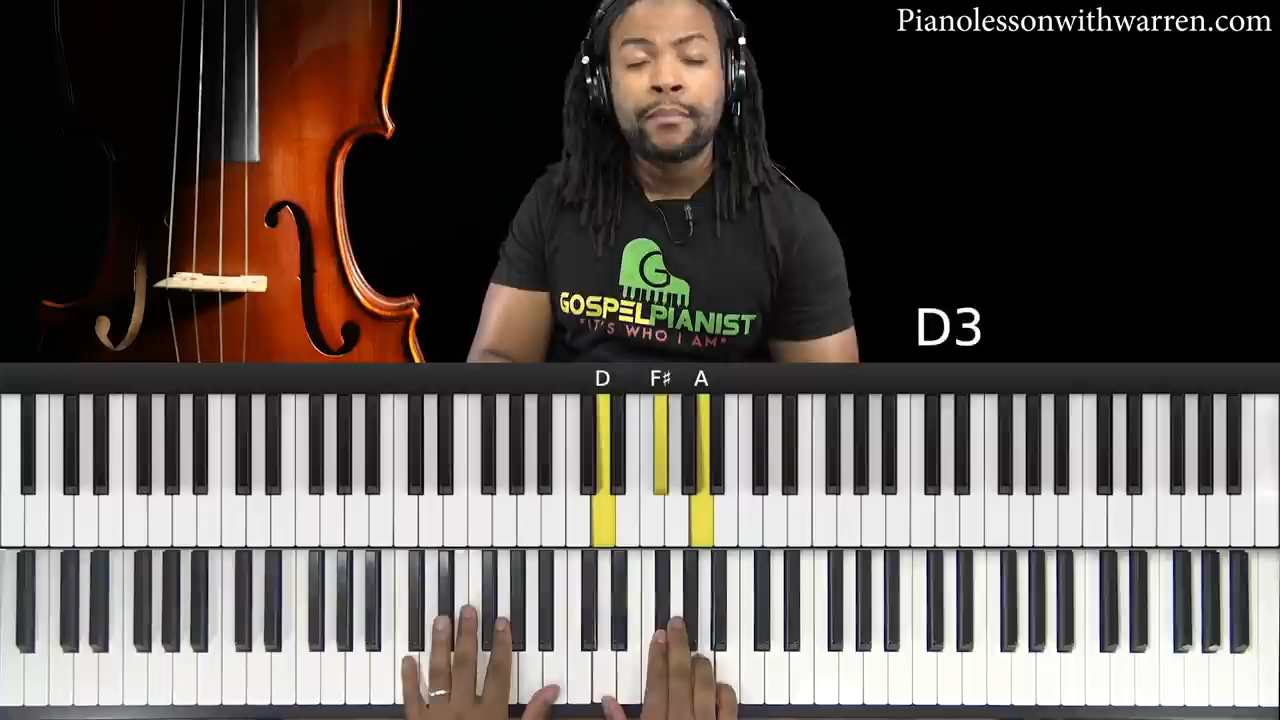 Pianolessonwithwarren.com
G
GOSPELPIANIST
"IT'S WHO I AM"
D3
D F♯ A